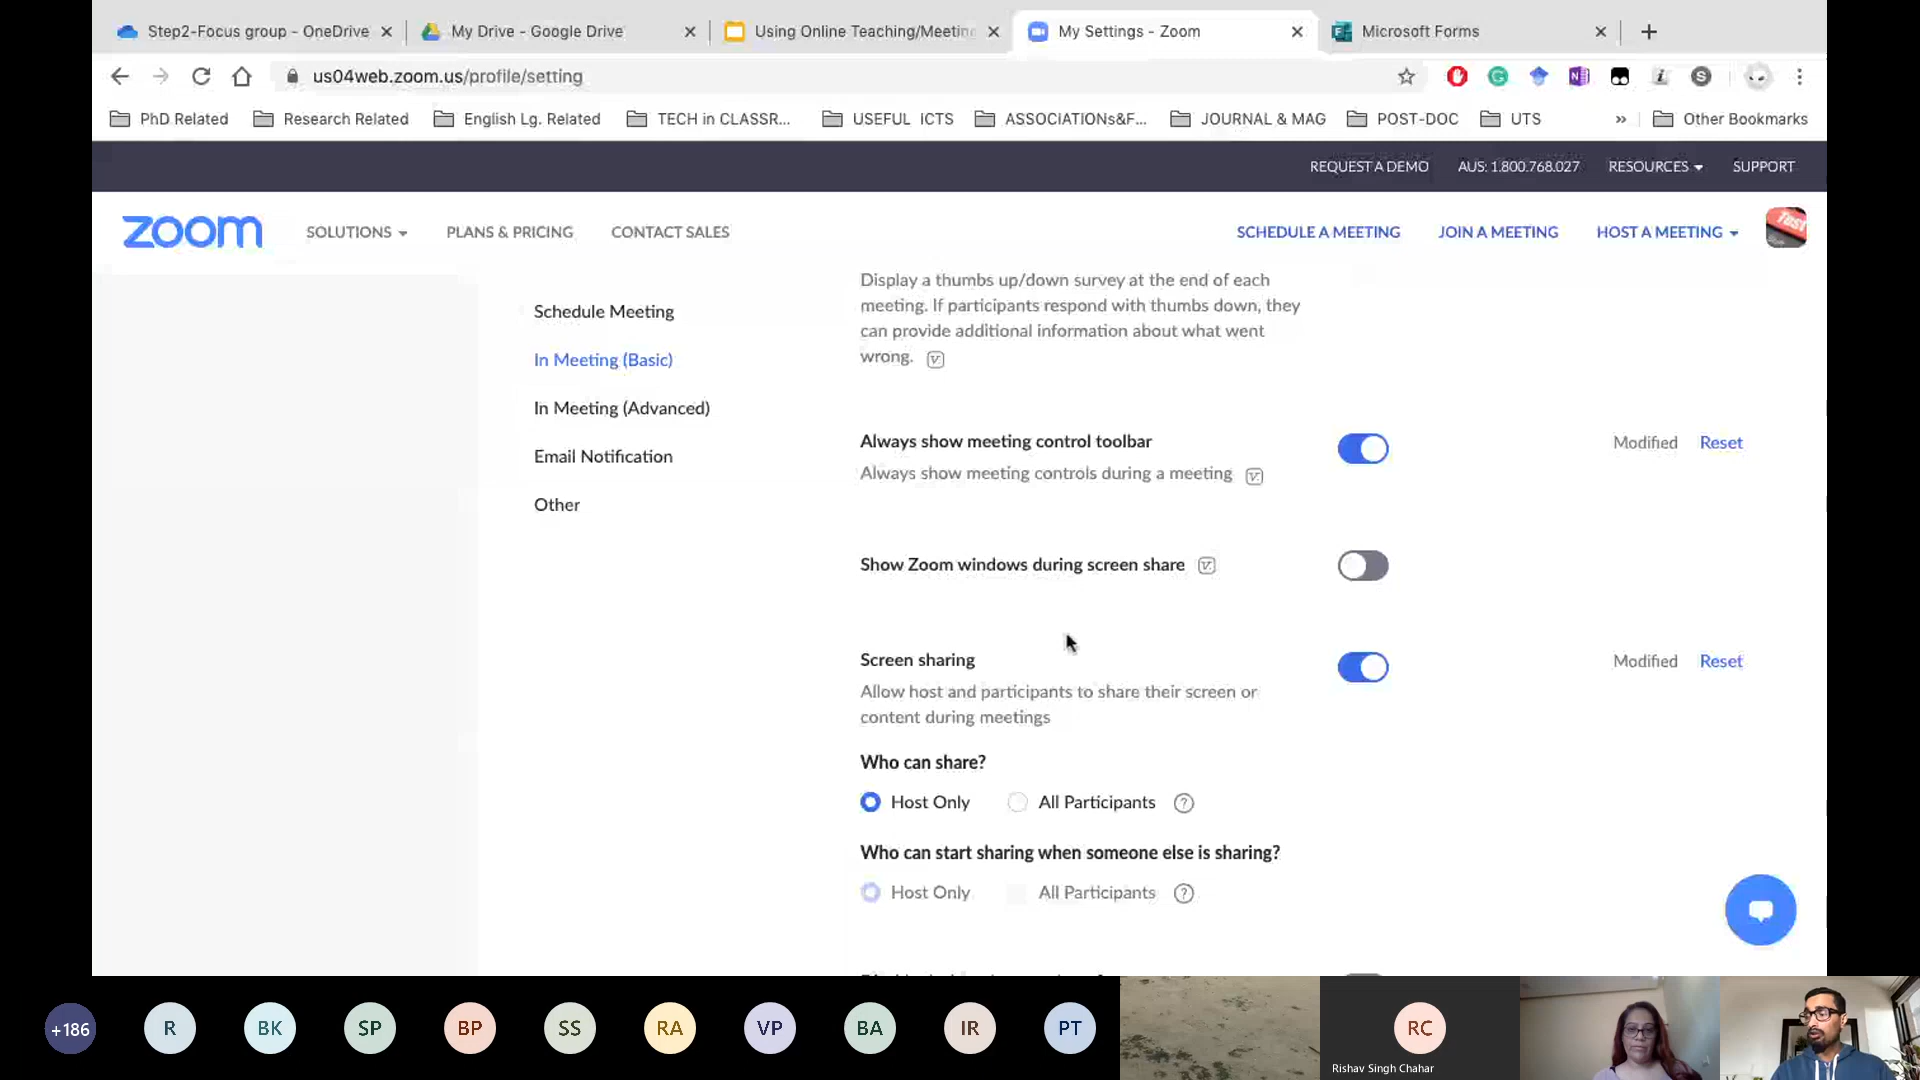 Step2-Focus group - OneDrive
My Drive - Google Drive
Using Online Teaching/Meetin
My Settings - Zoom
Microsoft Forms
us04web.zoom.us/profile/setting
PhD Related
Research Related
English Lg. Related
TECH in CLASSR...
USEFUL ICTS
ASSOCIATIONs&F...
JOURNAL & MAG
POST-DOC
UTS
»
Other Bookmarks
REQUEST A DEMO
AUS: 1.800.768.027
RESOURCES
SUPPORT
zoom
SOLUTIONS
PLANS & PRICING
CONTACT SALES
SCHEDULE A MEETING
JOIN A MEETING
HOST A MEETING
Test
Schedule Meeting
In Meeting (Basic)
In Meeting (Advanced)
Email Notification
Other
Display a thumbs up/down survey at the end of each
meeting. If participants respond with thumbs down, they
can provide additional information about what went
wrong.
Always show meeting control toolbar
Modified Reset
Always show meeting controls during a meeting
Show Zoom windows during screen share
Screen sharing
Modified Reset
Allow host and participants to share their screen or
content during meetings
Who can share?
Host Only All Participants ?
Who can start sharing when someone else is sharing?
Host Only All Participants ?
+186
R
BK
SP
BP
SS
RA
VP
BA
IR
PT
RC
Rishav Singh Chahar